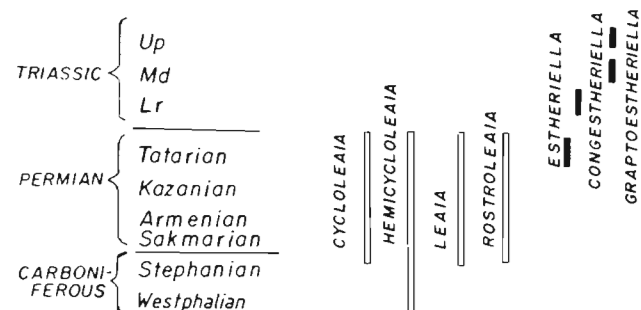 TRIASSIC
Up
Md
Lr
PERMIAN
Tatarian
Kazanian
Armenian
Sakmarian
CARBONI-
FEROUS
Stephanian
Westphalian
CYCLOLEAIA
HEMICYCLOLEAIA
LEAIA
ROSTROLEAIA
ESTHERIELLA
CONGESTHERIELLA
GRAPTOESTHERIELLA